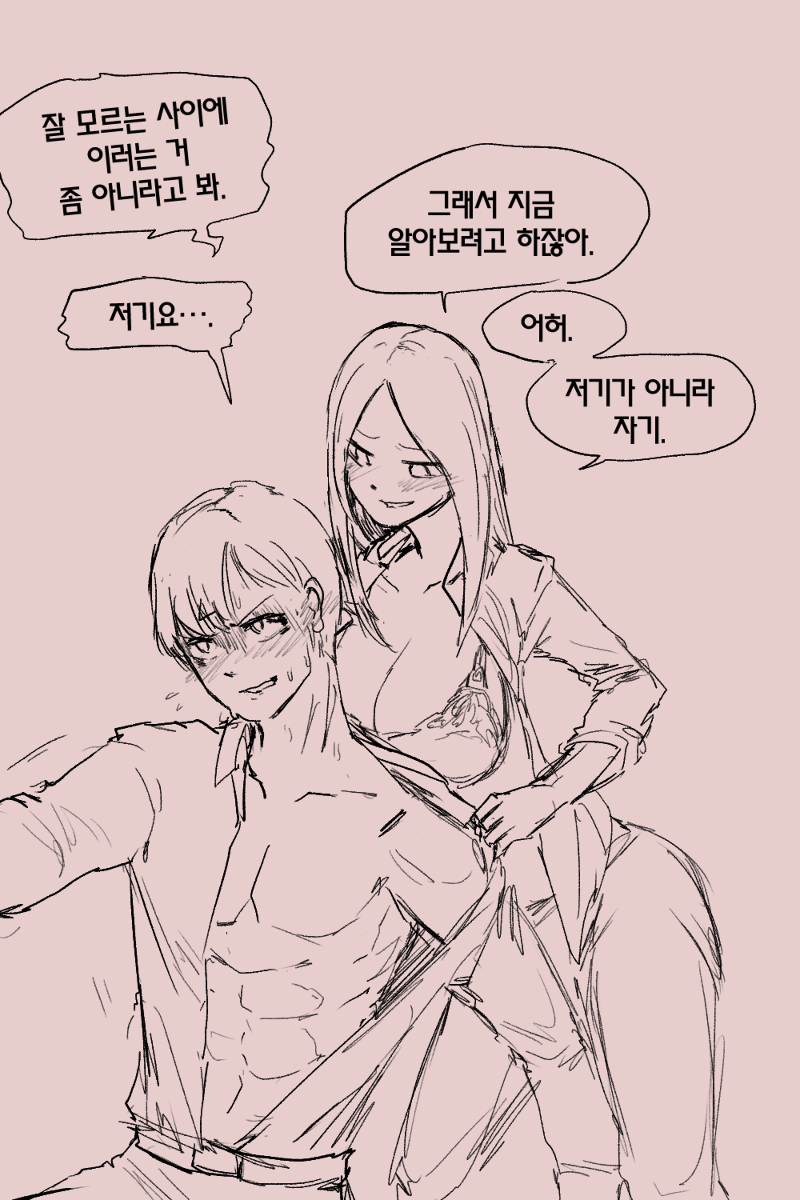 잘 모르는 사이에
이러는 거
좀 아니라고 봐.
그래서 지금
알아보려고 하잖아.
저기요···.
어허.
저기가 아니라
자기.